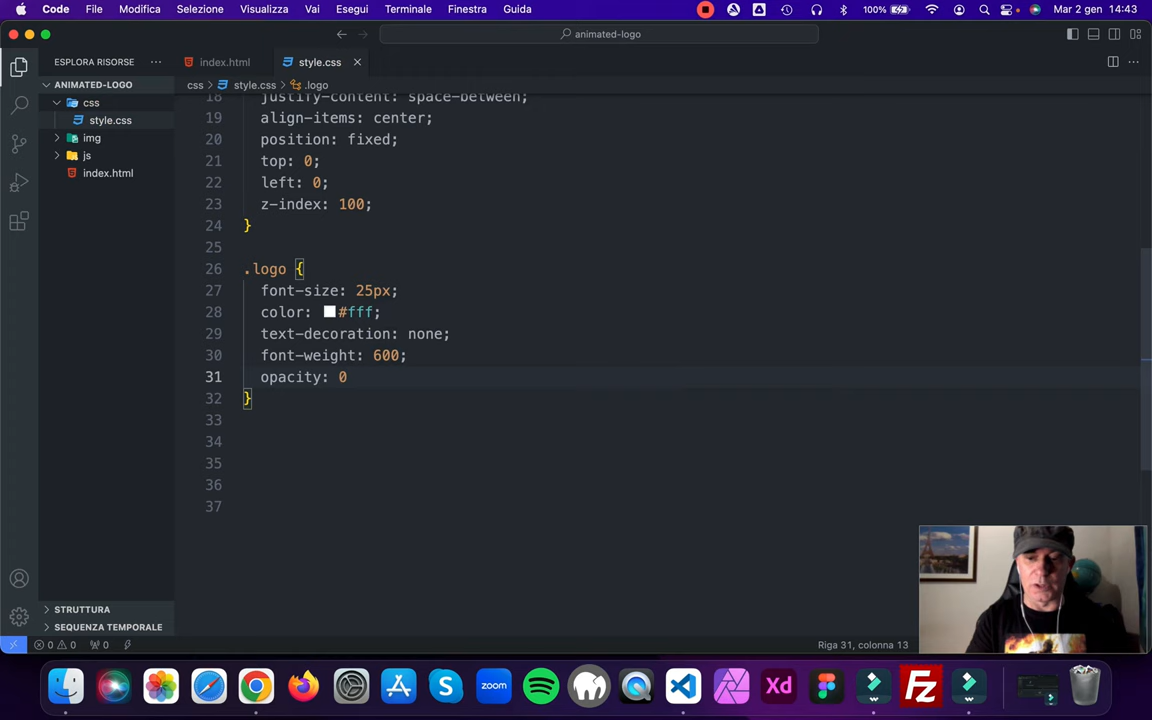 Code File Modifica Selezione Visualizza Vai Esegui Terminale Finestra Guida 100% Mar 2 gen 14:43
animated-logo
ESPLORA RISORSE
index.html style.css
ANIMATED-LOGO
css style.css .logo
css
style.css
img
js
index.html
18 justify-content: space-between;
19 align-items: center;
20 position: fixed;
21 top: 0;
22 left: 0;
23 z-index: 100;
24 }
25
26 .logo {
27 font-size: 25px;
28 color: #fff;
29 text-decoration: none;
30 font-weight: 600;
31 opacity: 0
32 }
33
34
35
36
37
STRUTTURA
SEQUENZA TEMPORALE
0 0 0 Riga 31, colonna 13
zoom Xd Fz